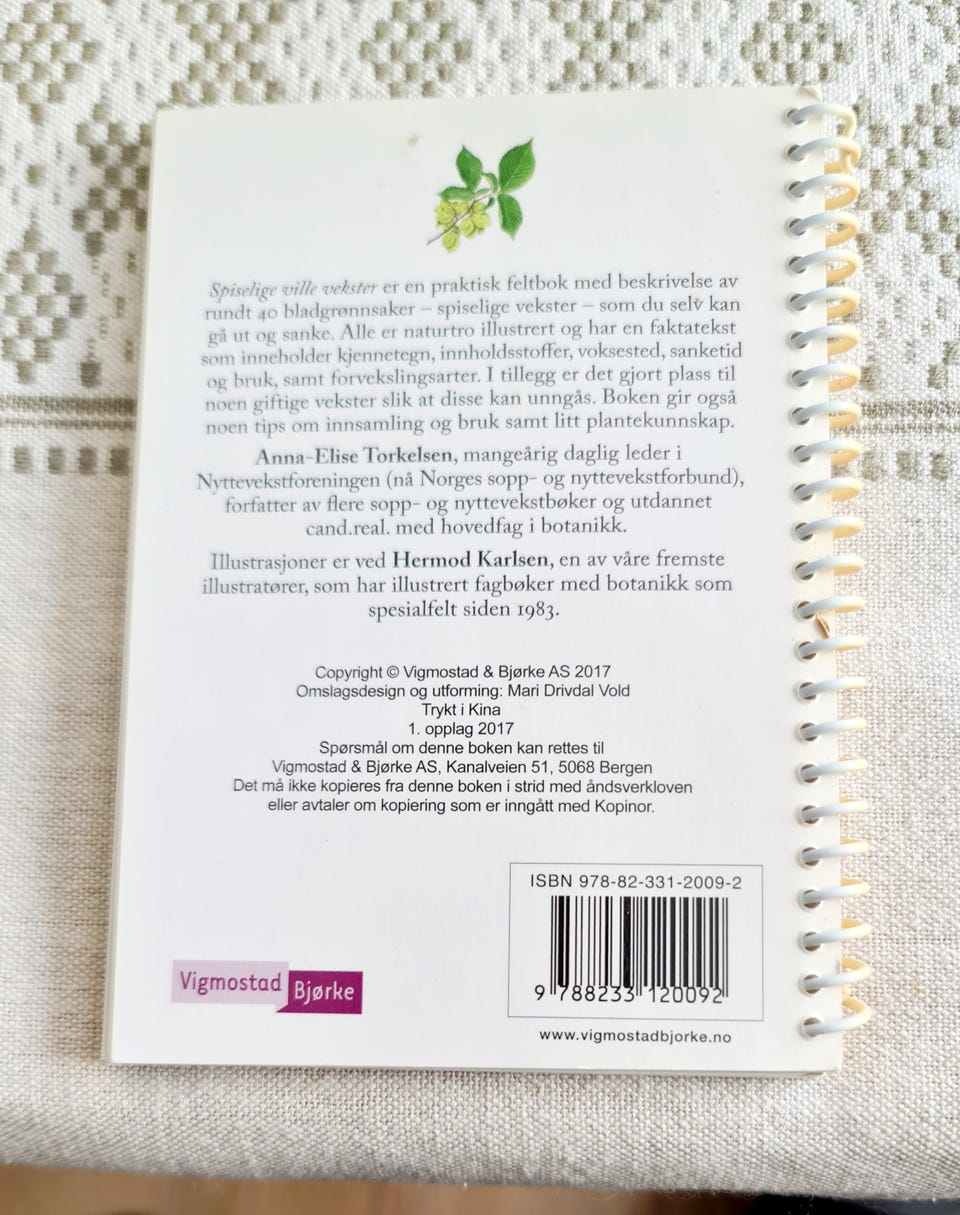 Spiselige ville vekster er en praktisk feltbok med beskrivelse av
rundt 40 bladgrønnsaker – spiselige vekster – som du selv kan
gå ut og sanke. Alle er naturtro illustrert og har en faktatekst
som inneholder kjennetegn, innholdsstoffer, voksested, sanketid
og bruk, samt forvekslingsarter. I tillegg er det gjort plass til
noen giftige vekster slik at disse kan unngås. Boken gir også
noen tips om innsamling og bruk samt litt plantekunnskap.
Anna-Elise Torkelsen, mangeårig daglig leder i
Nyttevekstforeningen (nå Norges sopp- og nyttevekstforbund),
forfatter av flere sopp- og nyttevekstbøker og utdannet
cand.real. med hovedfag i botanikk.
Illustrasjoner er ved Hermod Karlsen, en av våre fremste
illustratører, som har illustrert fagbøker med botanikk som
spesialfelt siden 1983.
Copyright © Vigmostad & Bjørke AS 2017
Omslagsdesign og utforming: Mari Drivdal Vold
Trykt i Kina
1. opplag 2017
Spørsmål om denne boken kan rettes til
Vigmostad & Bjørke AS, Kanalveien 51, 5068 Bergen
Det må ikke kopieres fra denne boken i strid med åndsverkloven
eller avtaler om kopiering som er inngått med Kopinor.
ISBN 978-82-331-2009-2
9 788233 120092
www.vigmostadbjorke.no
Vigmostad
Bjørke